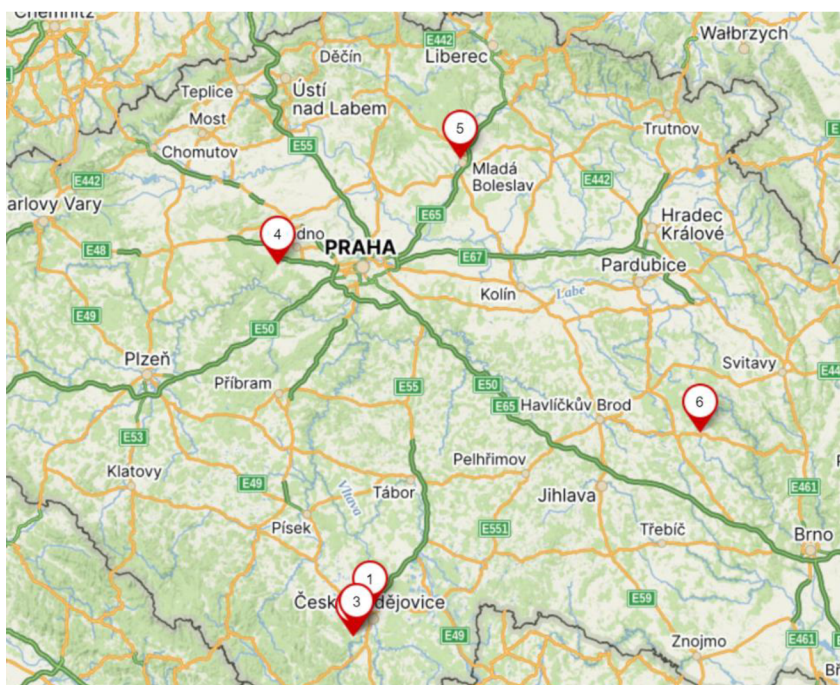 Chemnitz
Wałbrzych
E442
Děčín
Liberec
Teplice
Ústí
nad Labem
Most
Trutnov
Chomutov
E55
5
Mladá
Boleslav
E442
E442
arlovy Vary
E65
Hradec
Králové
4
dno
PRAHA
E48
E67
Pardubice
Kolín
Labe
E49
E50
Plzeň
Svitavy
E55
E50
Příbram
E65
Havlíčkův Brod
6
E53
Pelhřimov
Klatovy
E49
Vltava
Tábor
Jihlava
E461
Písek
E551
Třebíč
Brno
1
Česk
3
dějovice
E59
E49
E461
Znojmo